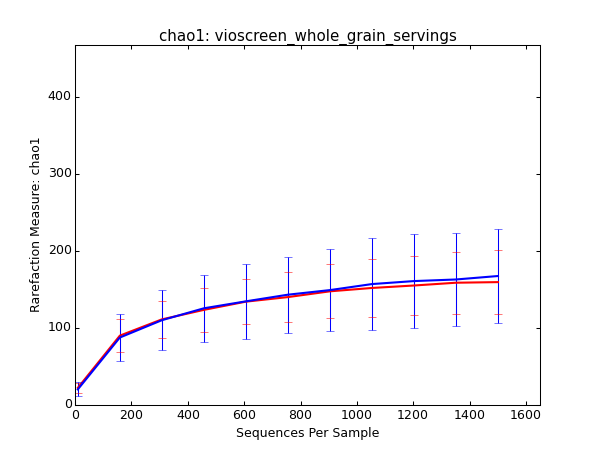 chao1: vioscreen_whole_grain_servings
400
300
200
100
0
Rarefaction Measure: chao1
0 200 400 600 800 1000 1200 1400 1600
Sequences Per Sample